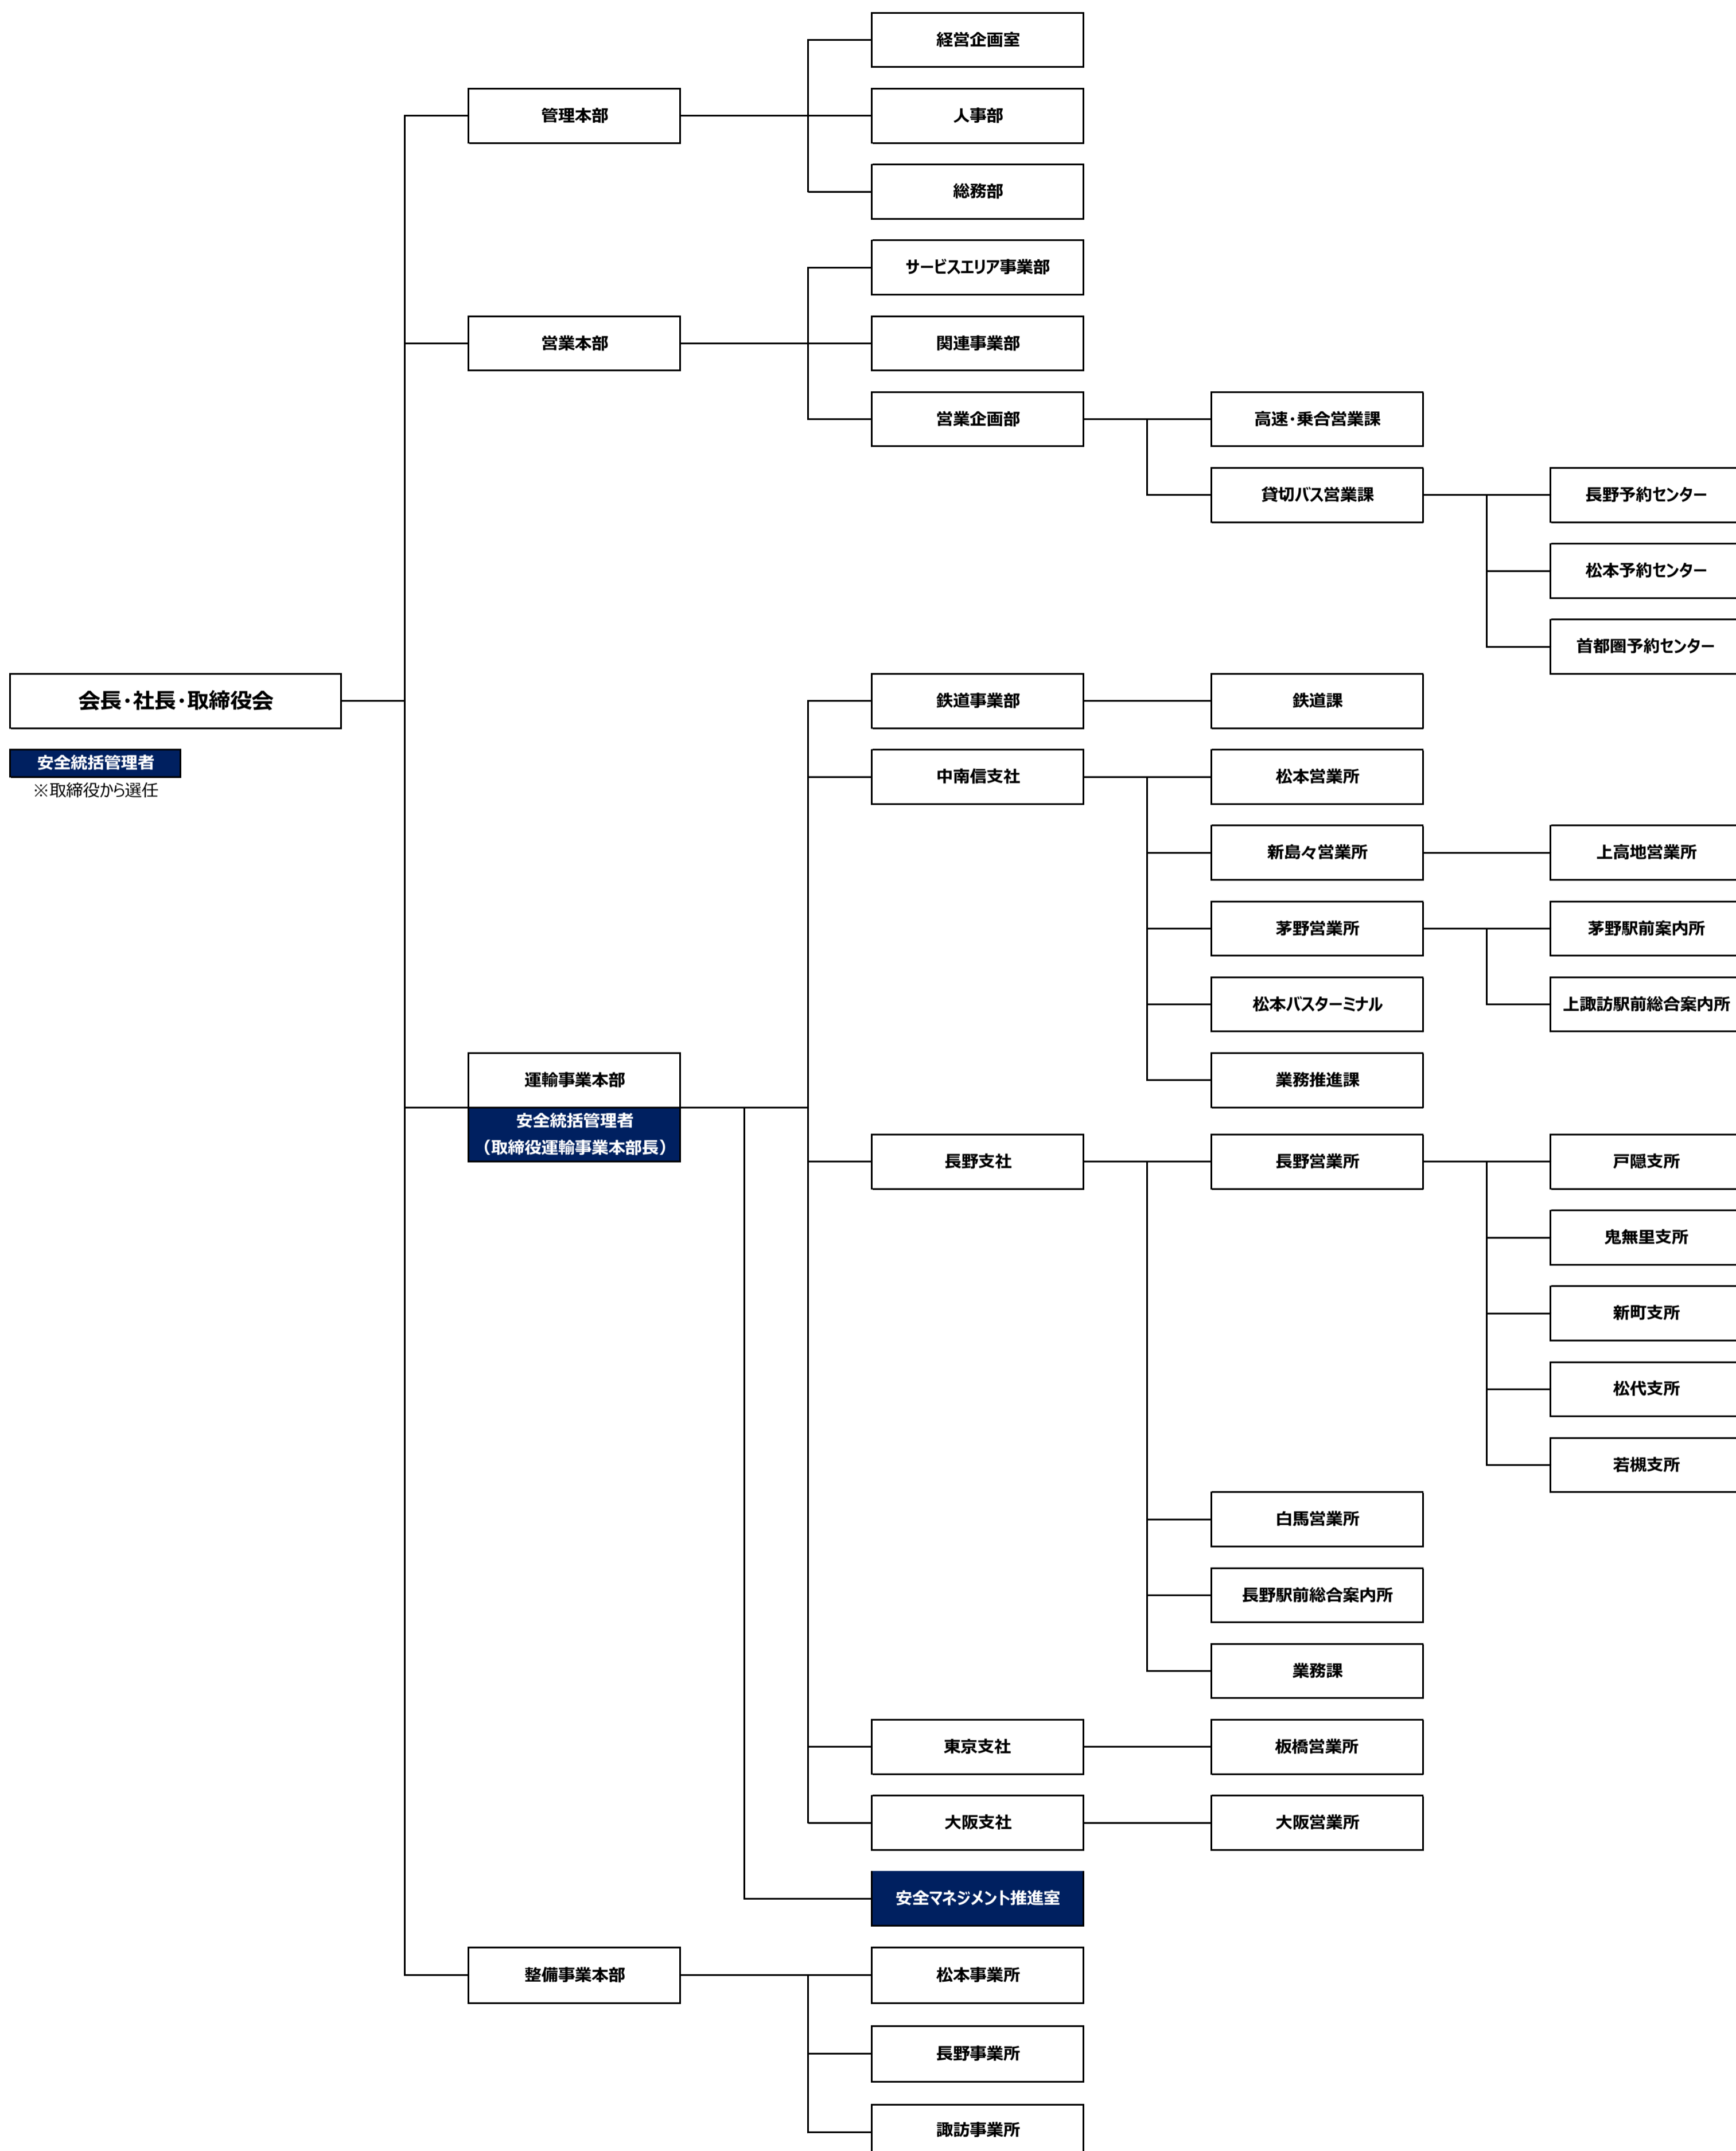 会長・社長・取締役会
安全統括管理者
※取締役から選任
管理本部
経営企画室
人事部
総務部
営業本部
サービスエリア事業部
関連事業部
営業企画部
高速・乗合営業課
貸切バス営業課
長野予約センター
松本予約センター
首都圏予約センター
運輸事業本部
安全統括管理者
（取締役運輸事業本部長）
鉄道事業部
鉄道課
中南信支社
松本営業所
新島々営業所
上高地営業所
茅野営業所
茅野駅前案内所
上諏訪駅前総合案内所
松本バスターミナル
業務推進課
長野支社
長野営業所
戸隠支所
鬼無里支所
新町支所
松代支所
若槻支所
白馬営業所
長野駅前総合案内所
業務課
東京支社
板橋営業所
大阪支社
大阪営業所
安全マネジメント推進室
整備事業本部
松本事業所
長野事業所
諏訪事業所